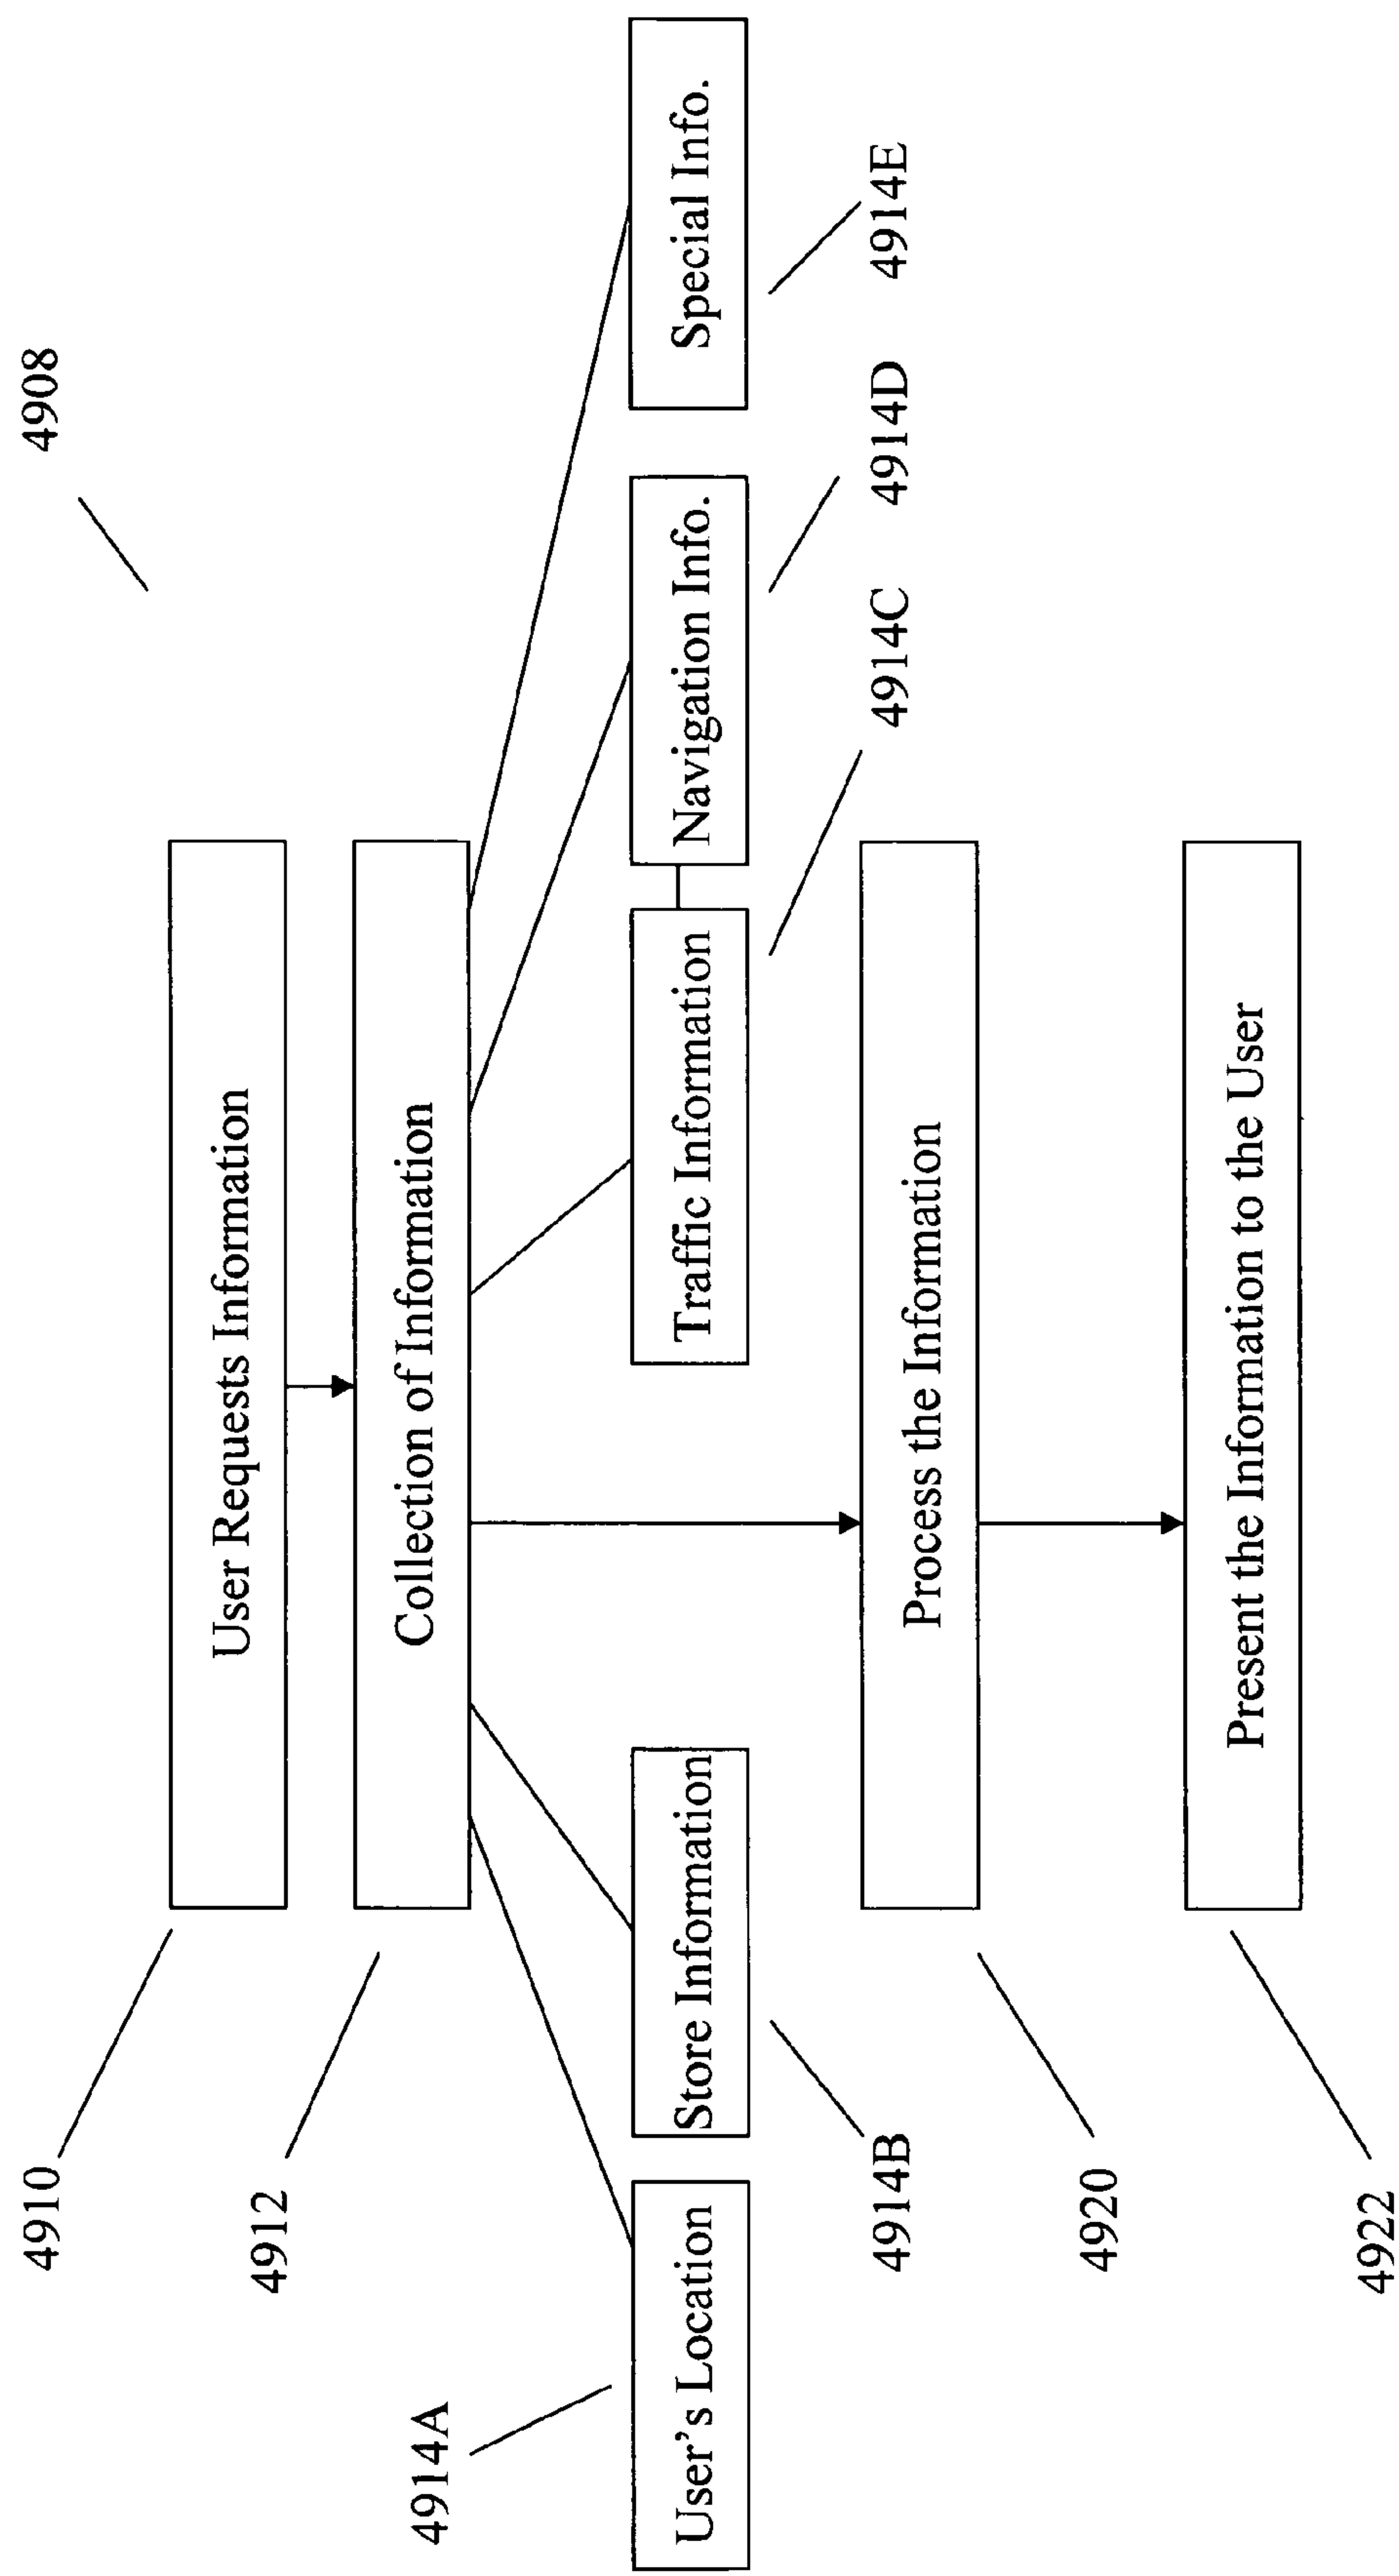 4908
4910
User Requests Information
4912
Collection of Information
4914A
User's Location
Store Information
Traffic Information
Navigation Info.
Special Info.
4914B
4914C
4914D
4914E
4920
Process the Information
4922
Present the Information to the User